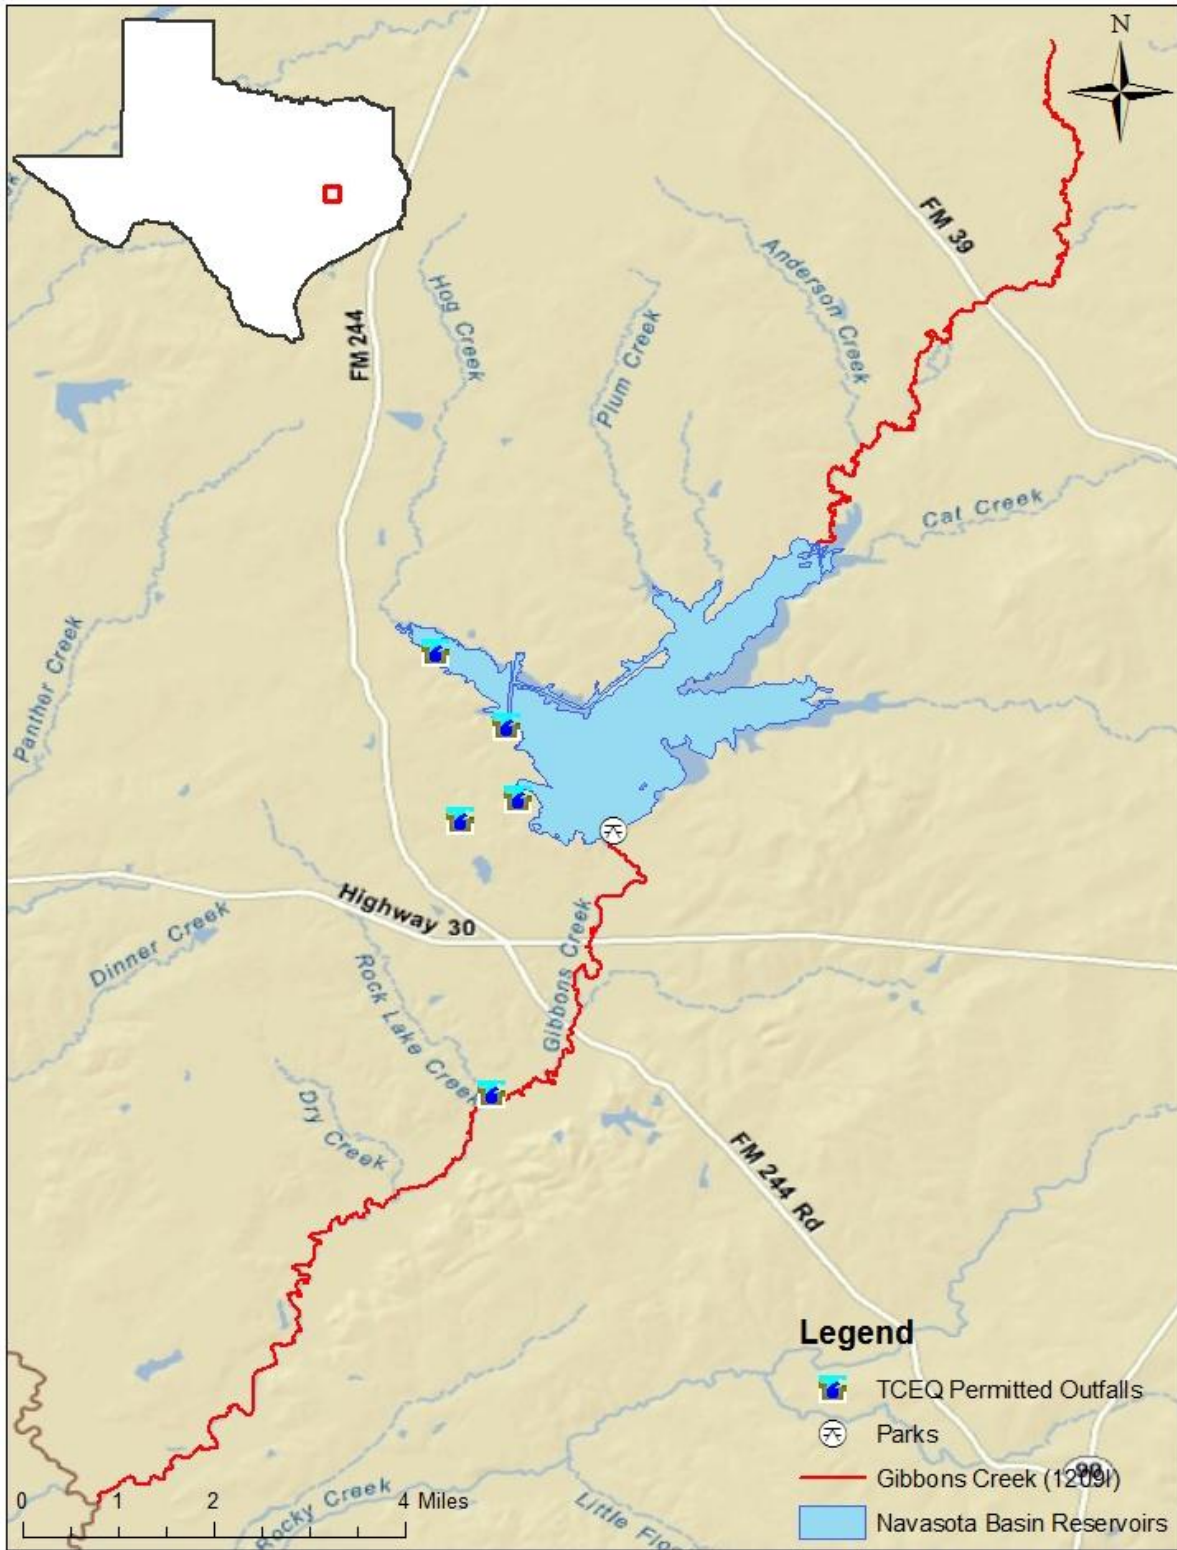 N
FM 39
Anderson Creek
Hog Creek
FM 244
Plum Creek
Cat Creek
Panther Creek
Highway 30
Dinner Creek
Gibbons Creek
Rock Lake Creek
Dry Creek
FM 244 Rd
Legend
TCEQ Permitted Outfalls
Parks
Gibbons Creek (1209I)
90
Navasota Basin Reservoirs
0 1 2 4 Miles
Rocky Creek
Little